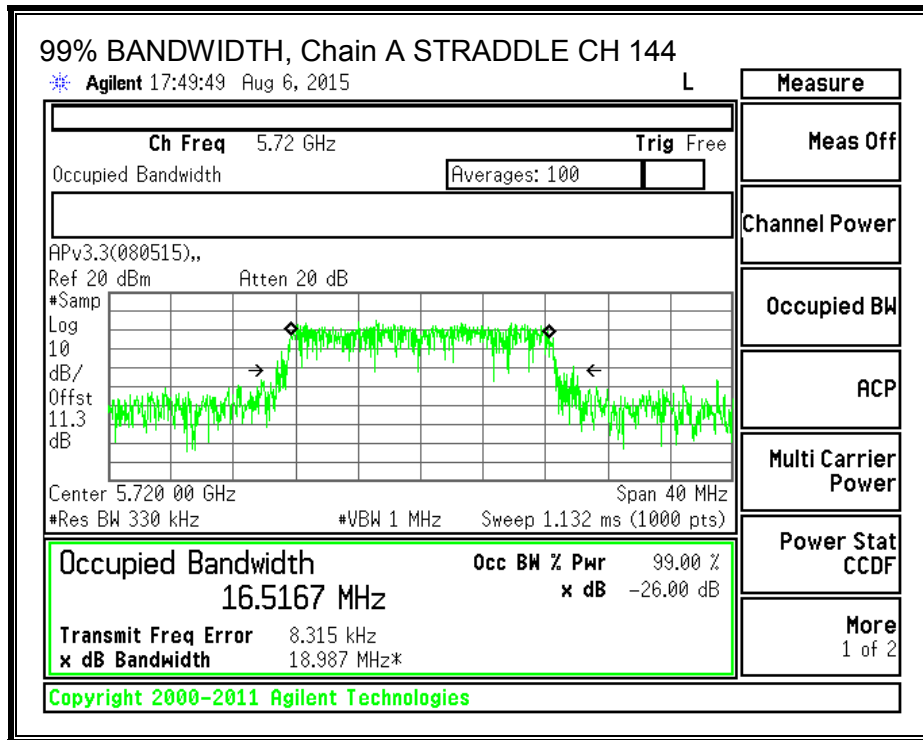 99% BANDWIDTH, Chain A STRADDLE CH 144
Agilent 17:49:49 Aug 6, 2015 L
Measure
Ch Freq 5.72 GHz Trig Free
Occupied Bandwidth Averages: 100
Meas Off
Channel Power
APv3.3(080515),,
Ref 20 dBm Atten 20 dB
#Samp
Log
10
dB/
Offst
11.3
dB
Occupied BW
ACP
Center 5.720 00 GHz Span 40 MHz
#Res BW 330 kHz #VBW 1 MHz Sweep 1.132 ms (1000 pts)
Multi Carrier
Power
Occupied Bandwidth Occ BW % Pwr 99.00 %
16.5167 MHz x dB -26.00 dB
Transmit Freq Error 8.315 kHz
x dB Bandwidth 18.987 MHz*
Power Stat
CCDF
More
1 of 2
Copyright 2000-2011 Agilent Technologies